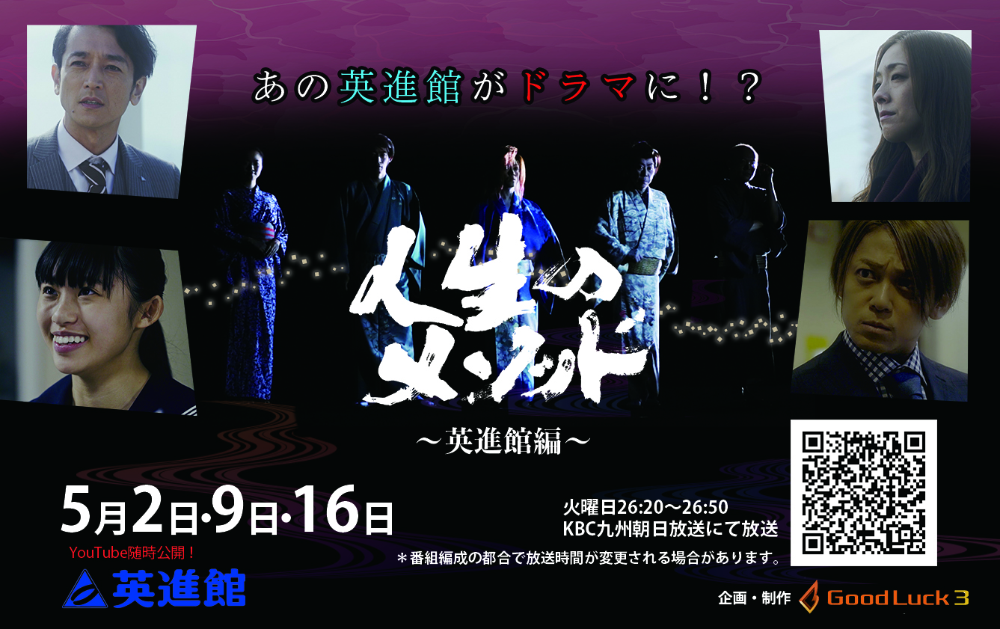 あの英進館がドラマに！？
人生の
メソッド
～英進館編～
5月2日・9日・16日
YouTube随時公開！
英進館
火曜日26:20～26:50
KBC九州朝日放送にて放送
＊番組編成の都合で放送時間が変更される場合があります。
企画・制作 GoodLuck3